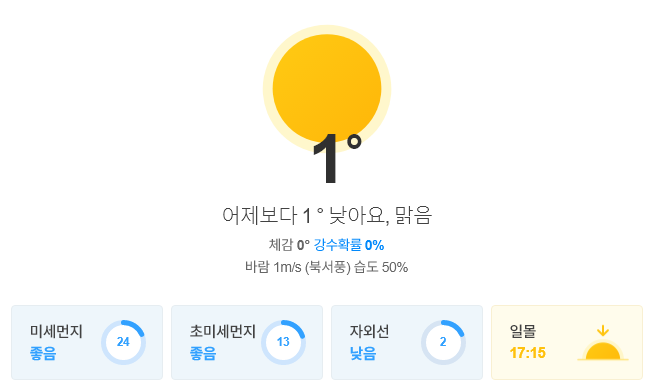 1°
어제보다 1 ° 낮아요, 맑음
체감 0° 강수확률 0%
바람 1m/s (북서풍) 습도 50%
미세먼지
좋음
24
초미세먼지
좋음
13
자외선
낮음
2
일몰
17:15